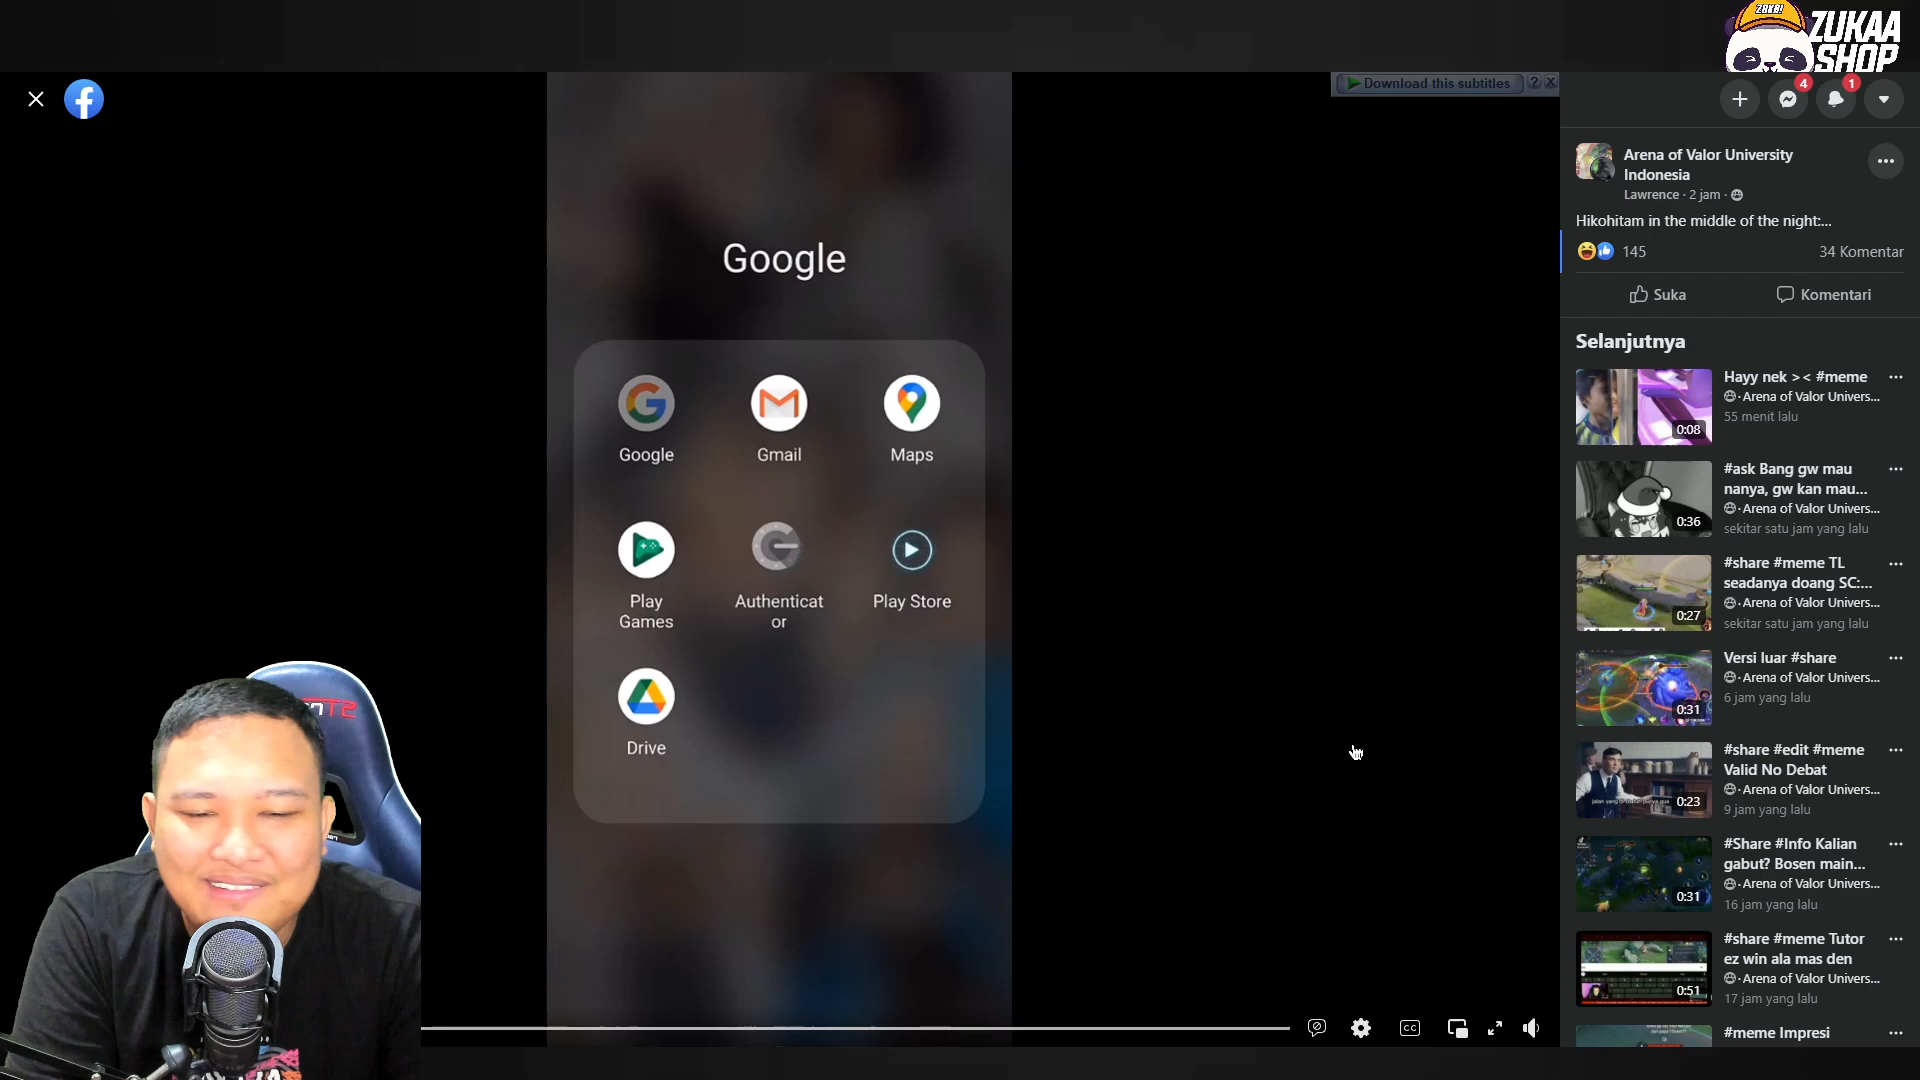 ZBKB!
ZUKAA
SHOP
Download this subtitles
4
1
Arena of Valor University
Indonesia
Lawrence · 2 jam ·
Hikohitam in the middle of the night:...
145
34 Komentar
Suka
Komentari
Selanjutnya
Hayy nek >< #meme
· Arena of Valor Univers...
55 menit lalu
0:08
#ask Bang gw mau
nanya, gw kan mau...
· Arena of Valor Univers...
sekitar satu jam yang lalu
0:36
#share #meme TL
seadanya doang SC:...
· Arena of Valor Univers...
sekitar satu jam yang lalu
0:27
Versi luar #share
· Arena of Valor Univers...
6 jam yang lalu
0:31
#share #edit #meme
Valid No Debat
· Arena of Valor Univers...
9 jam yang lalu
0:23
#Share #Info Kalian
gabut? Bosen main...
· Arena of Valor Univers...
16 jam yang lalu
0:31
#share #meme Tutor
ez win ala mas den
· Arena of Valor Univers...
17 jam yang lalu
0:51
#meme Impresi
Google
Google
Gmail
Maps
Play
Games
Authenticat
or
Play Store
Drive
CC